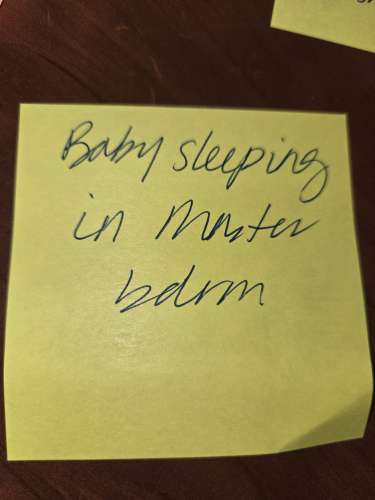 Baby sleeping
in Master
bdrm